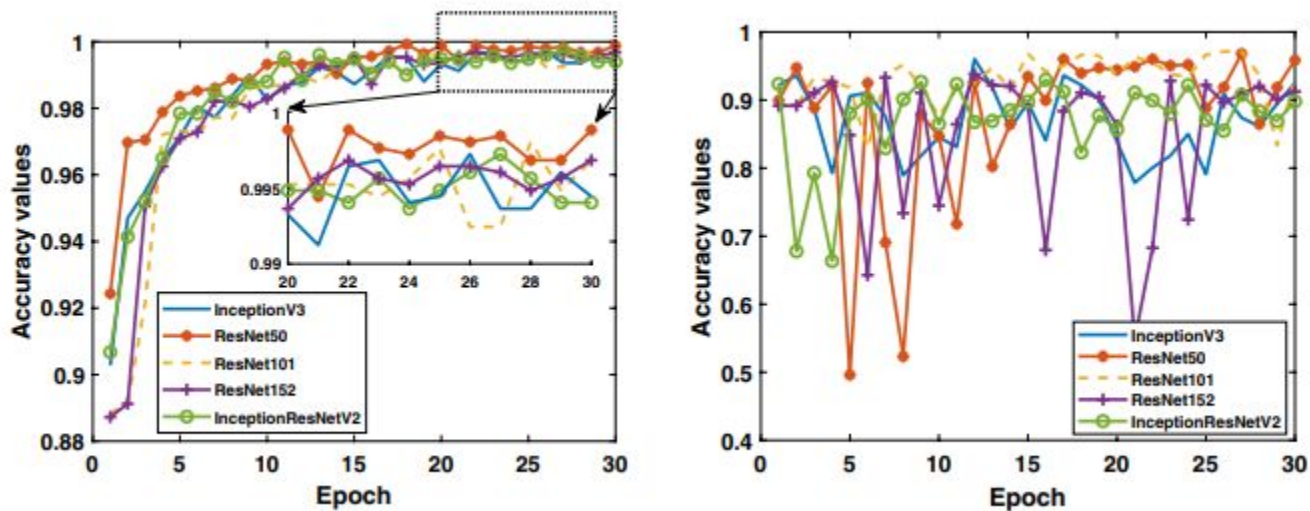 1
0.98
0.96
0.94
0.92
0.9
0.88
Accuracy values
0 5 10 15 20 25 30
Epoch
1
0.995
0.99
20 22 24 26 28 30
InceptionV3
ResNet50
ResNet101
ResNet152
InceptionResNetV2
1
0.9
0.8
0.7
0.6
0.5
0.4
Accuracy values
0 5 10 15 20 25 30
Epoch
InceptionV3
ResNet50
ResNet101
ResNet152
InceptionResNetV2